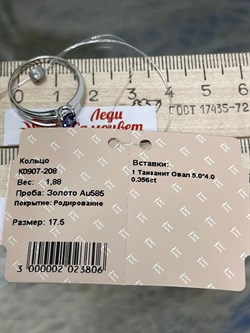 Леди
Самоцвет
ГОСТ 17435-72
Кольцо
К0907-208
Вес: 1,88
Проба: Золото Au585
Покрытие: Родирование
Размер: 17.5
3 000002 023806
Вставки:
1 Танзанит Овал 5.0*4.0
0.356ct